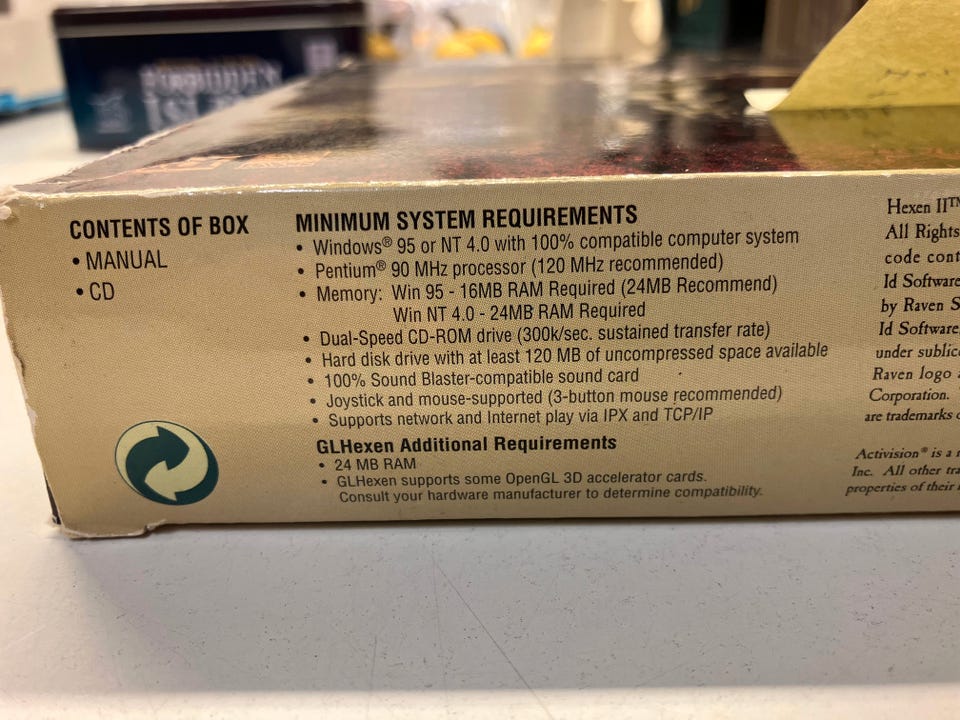 FORBIDDEN
CONTENTS OF BOX
• MANUAL
• CD
MINIMUM SYSTEM REQUIREMENTS
• Windows® 95 or NT 4.0 with 100% compatible computer system
• Pentium® 90 MHz processor (120 MHz recommended)
• Memory: Win 95 - 16MB RAM Required (24MB Recommend)
Win NT 4.0 - 24MB RAM Required
• Dual-Speed CD-ROM drive (300k/sec. sustained transfer rate)
• Hard disk drive with at least 120 MB of uncompressed space available
• 100% Sound Blaster-compatible sound card
• Joystick and mouse-supported (3-button mouse recommended)
• Supports network and Internet play via IPX and TCP/IP
GLHexen Additional Requirements
• 24 MB RAM
• GLHexen supports some OpenGL 3D accelerator cards.
Consult your hardware manufacturer to determine compatibility.
Hexen II™
All Rights
code cont
Id Software
by Raven S
Id Software
under sublic
Raven logo
Corporation.
are trademarks
Activision® is a
Inc. All other tra
properties of their